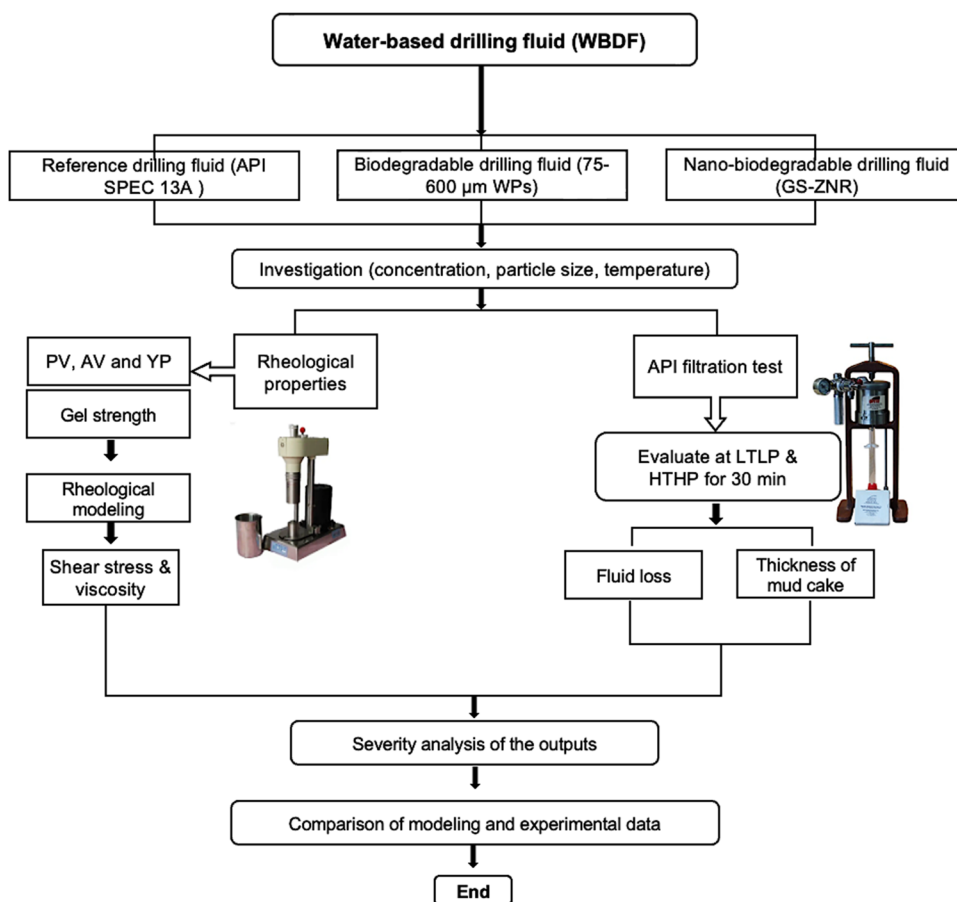 Water-based drilling fluid (WBDF)
Reference drilling fluid (API
SPEC 13A )
Biodegradable drilling fluid (75-
600 µm WPs)
Nano-biodegradable drilling fluid
(GS-ZNR)
Investigation (concentration, particle size, temperature)
PV, AV and YP
Rheological
properties
Gel strength
Rheological
modeling
Shear stress &
viscosity
API filtration test
Evaluate at LTLP &
HTHP for 30 min
Fluid loss
Thickness of
mud cake
Severity analysis of the outputs
Comparison of modeling and experimental data
End